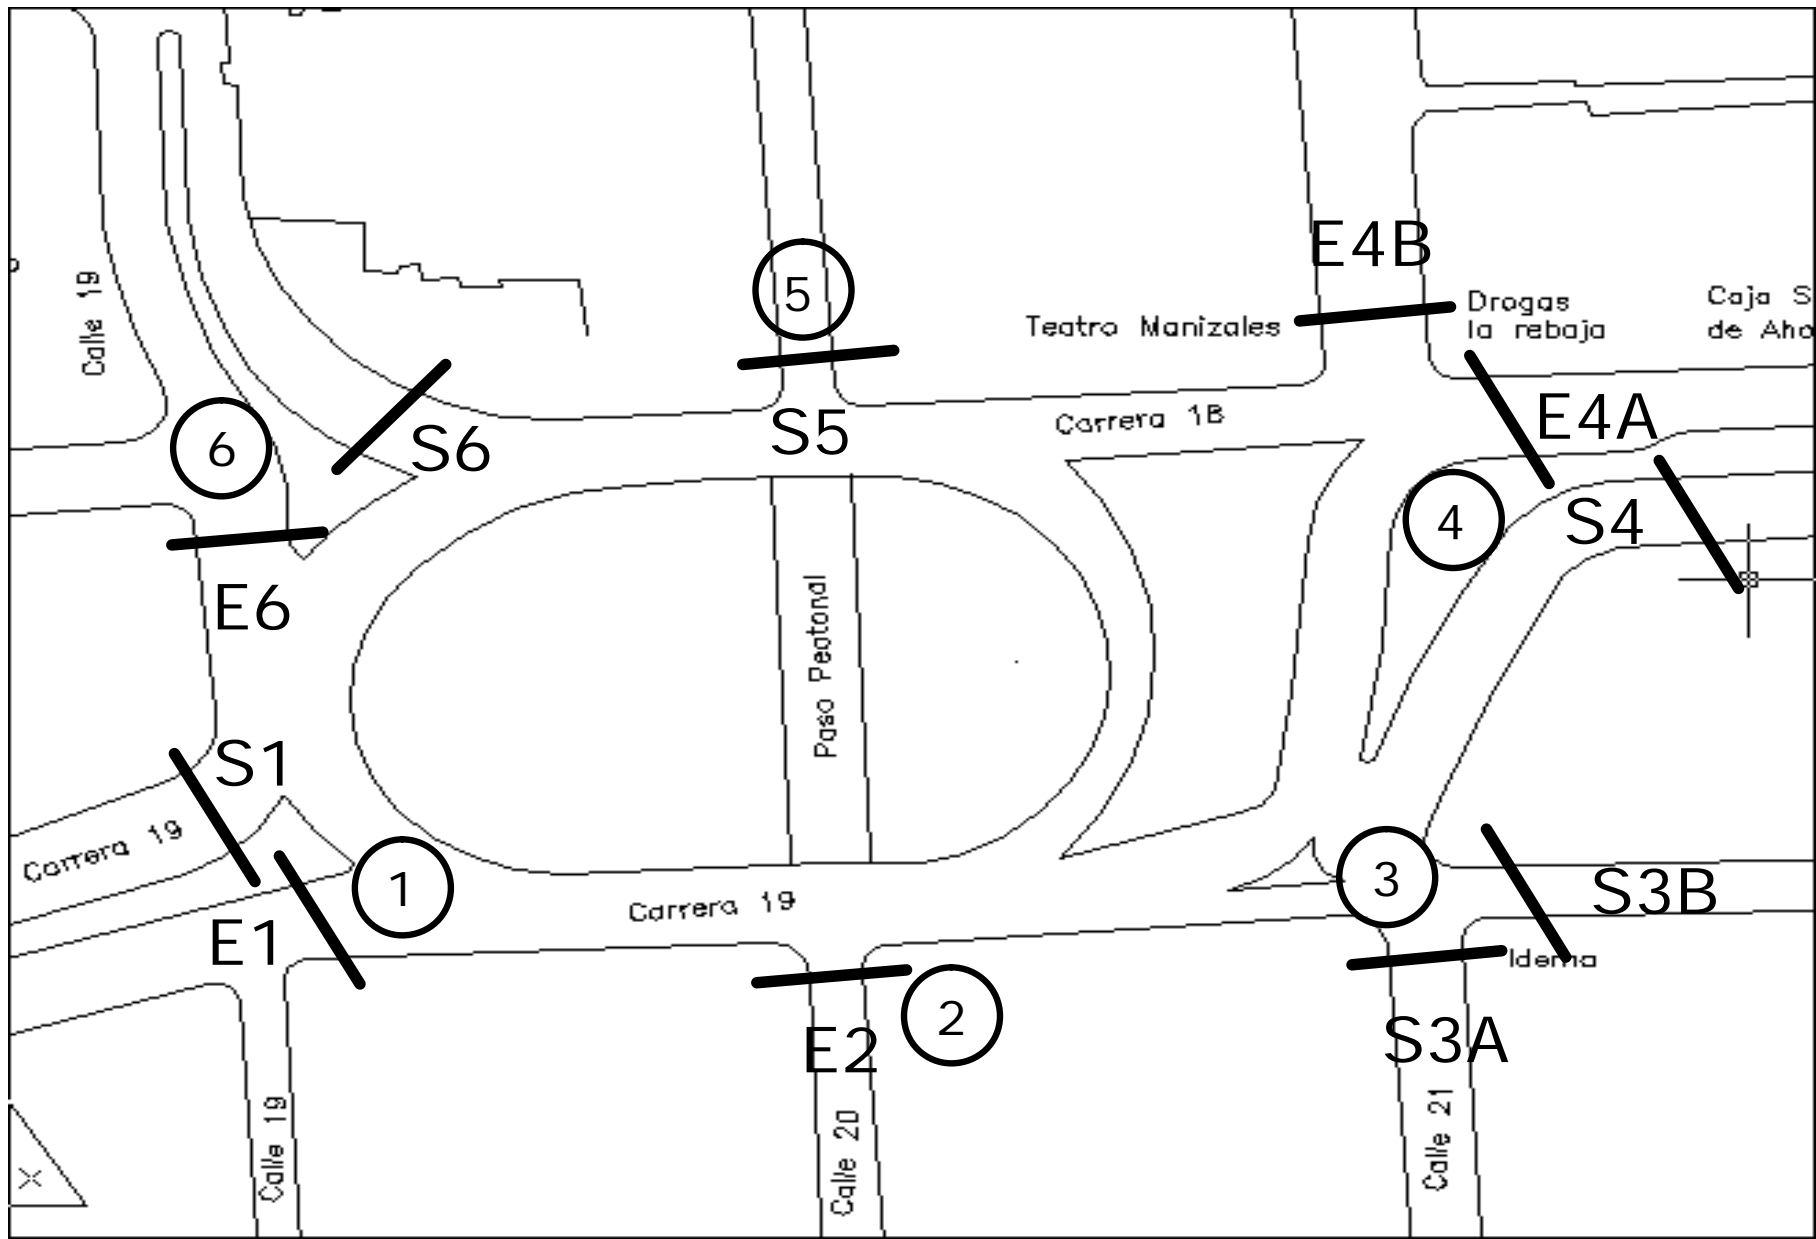 E4B
Calle 19
5
Drogas
la rebaja
Caja S
de Aho
Teatro Manizales
S5
Carrera 18
E4A
6
S6
4
S4
E6
Paso Peatonal
S1
Carrera 19
1
Carrera 19
3
S3B
E1
Idema
E2
2
S3A
Calle 19
Calle 20
Calle 21